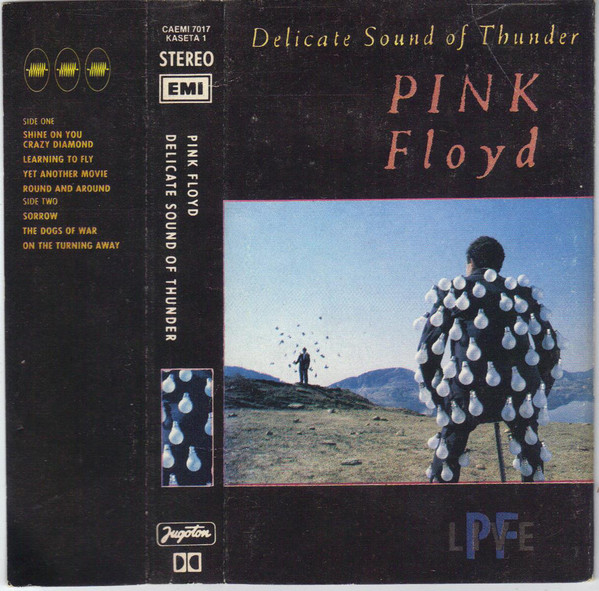 SIDE ONE
SHINE ON YOU
CRAZY DIAMOND
LEARNING TO FLY
YET ANOTHER MOVIE
ROUND AND AROUND
SIDE TWO
SORROW
THE DOGS OF WAR
ON THE TURNING AWAY
CAEMI 7017
KASETA 1
STEREO
EMI
PINK FLOYD
DELICATE SOUND OF THUNDER
Jugoton
Delicate Sound of Thunder
PINK
Floyd
PF
LIVE